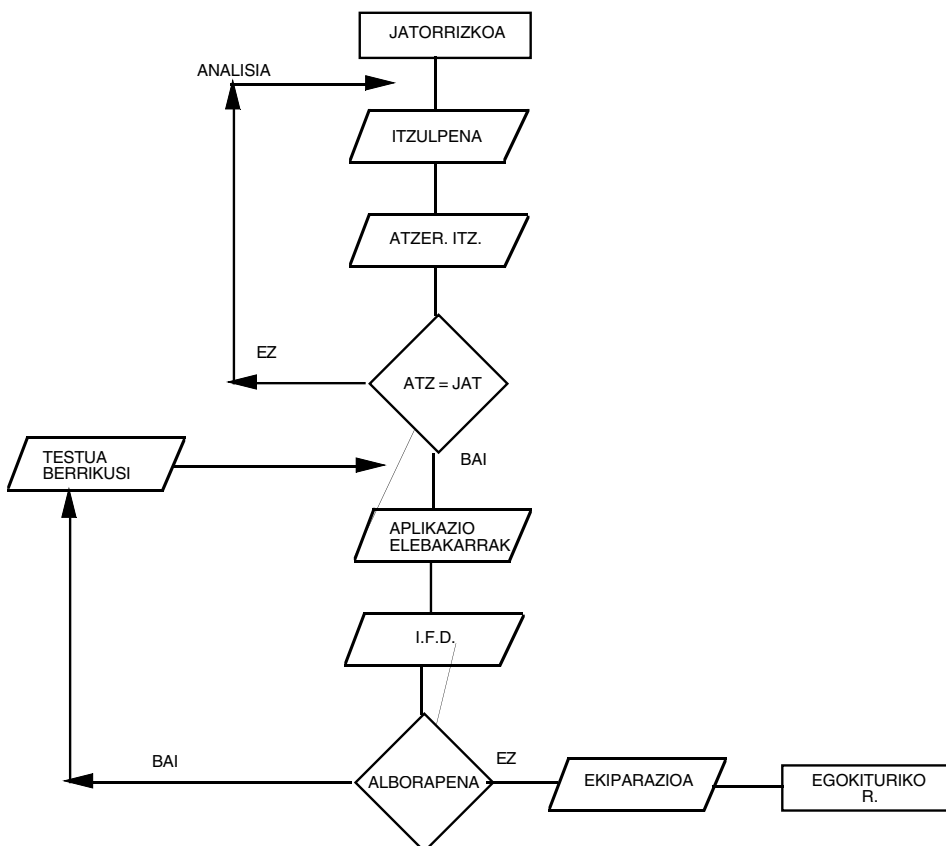 JATORRIZKOA
ANALISIA
ITZULPENA
ATZER. ITZ.
EZ
ATZ = JAT
BAI
TESTUA
BERRIKUSI
APLIKAZIO
ELEBAKARRAK
I.F.D.
BAI
ALBORAPENA
EZ
EKIPARAZIOA
EGOKITURIKO
R.